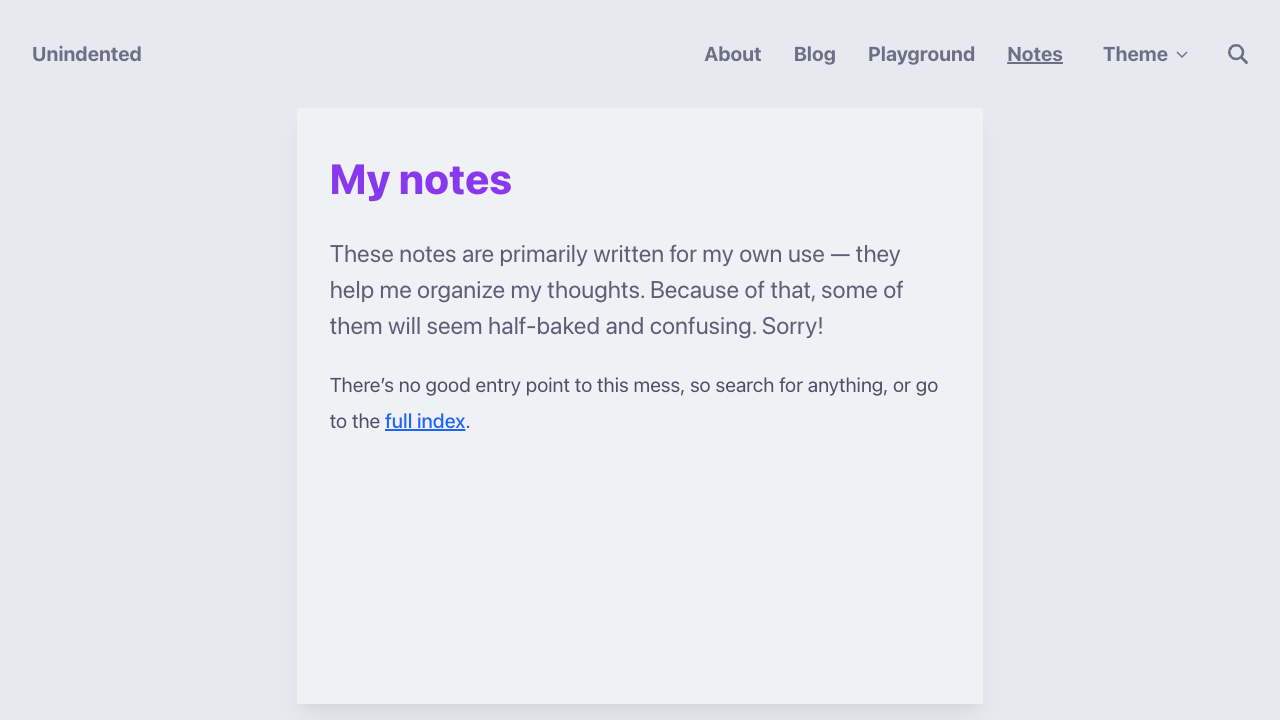 Unindented
About Blog Playground Notes Theme
My notes
These notes are primarily written for my own use — they
help me organize my thoughts. Because of that, some of
them will seem half-baked and confusing. Sorry!
There’s no good entry point to this mess, so search for anything, or go
to the full index.